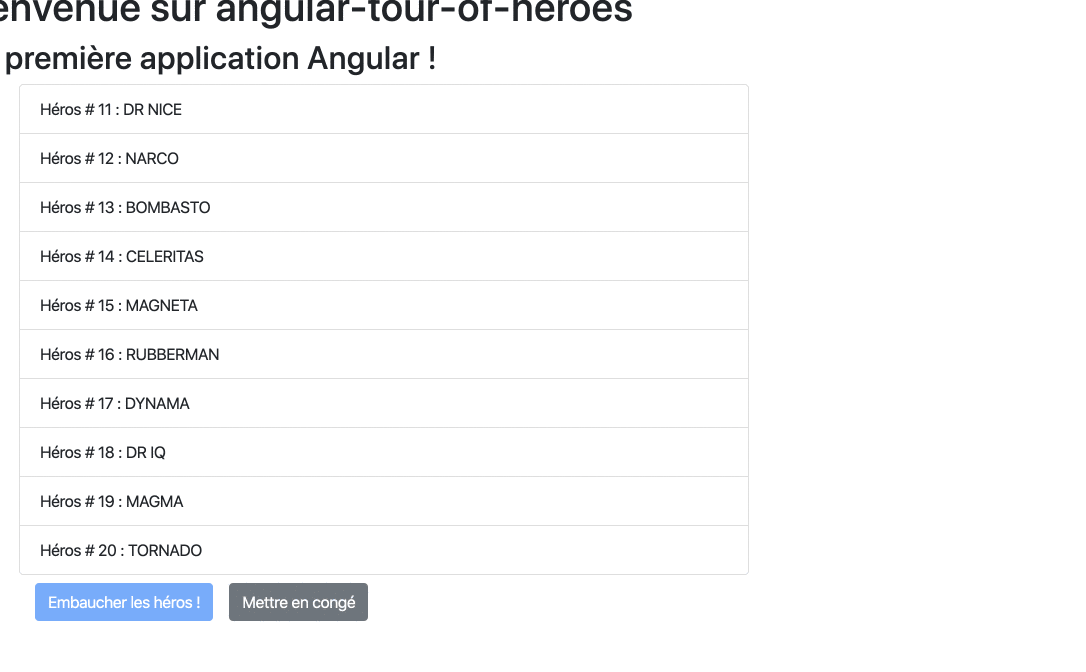 envenue sur angular-tour-of-heroes
première application Angular !
Héros # 11 : DR NICE
Héros # 12 : NARCO
Héros # 13 : BOMBASTO
Héros # 14 : CELERITAS
Héros # 15 : MAGNETA
Héros # 16 : RUBBERMAN
Héros # 17 : DYNAMA
Héros # 18 : DR IQ
Héros # 19 : MAGMA
Héros # 20 : TORNADO
Embaucher les héros ! Mettre en congé